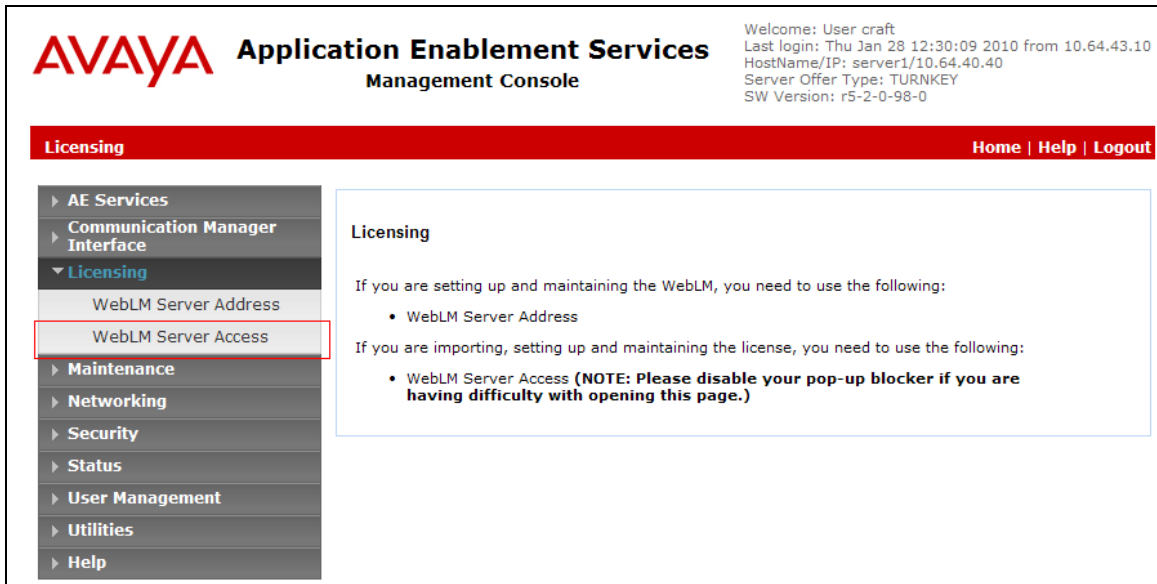 AVAYA
Application Enablement Services
Management Console
Welcome: User craft
Last login: Thu Jan 28 12:30:09 2010 from 10.64.43.10
HostName/IP: server1/10.64.40.40
Server Offer Type: TURNKEY
SW Version: r5-2-0-98-0
Licensing
Home | Help | Logout
AE Services
Communication Manager
Interface
Licensing
WebLM Server Address
WebLM Server Access
Maintenance
Networking
Security
Status
User Management
Utilities
Help
Licensing
If you are setting up and maintaining the WebLM, you need to use the following:
• WebLM Server Address
If you are importing, setting up and maintaining the license, you need to use the following:
• WebLM Server Access (NOTE: Please disable your pop-up blocker if you are
having difficulty with opening this page.)